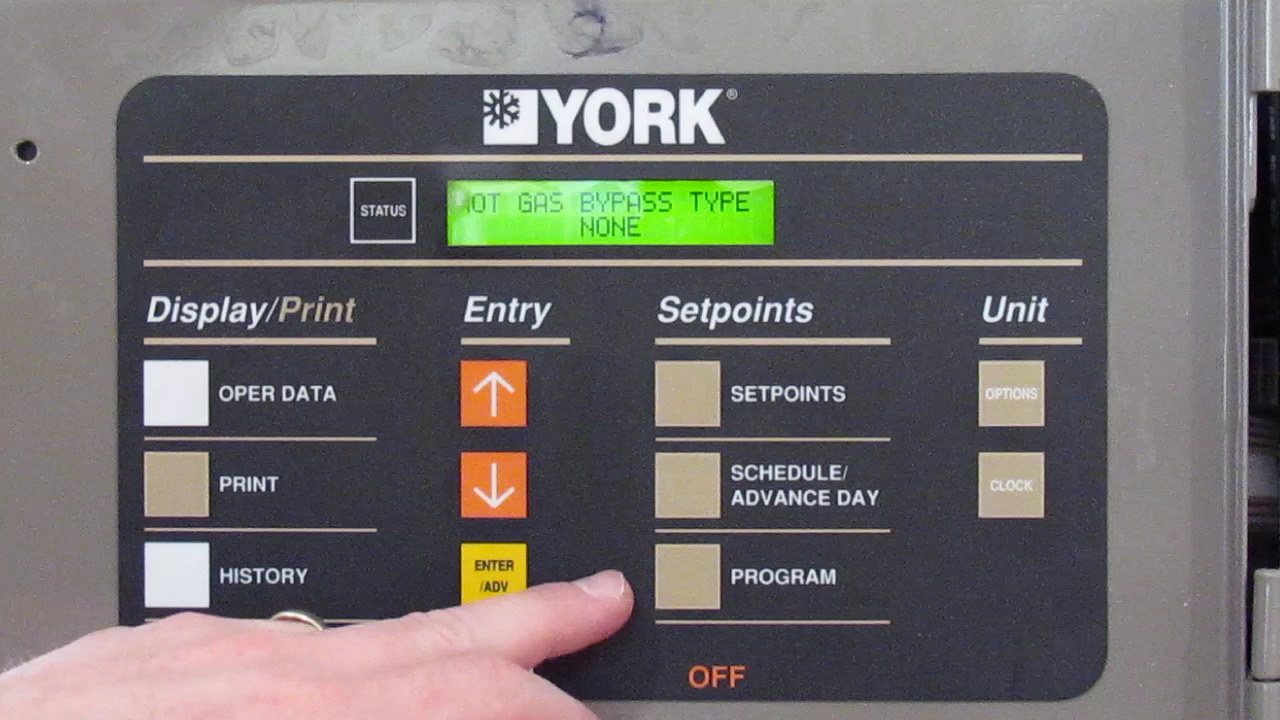 YORK®
STATUS
HOT GAS BYPASS TYPE
NONE
Display/Print
Entry
Setpoints
Unit
OPER DATA
SETPOINTS
OPTIONS
PRINT
SCHEDULE/
ADVANCE DAY
CLOCK
HISTORY
ENTER
/ADV
PROGRAM
OFF